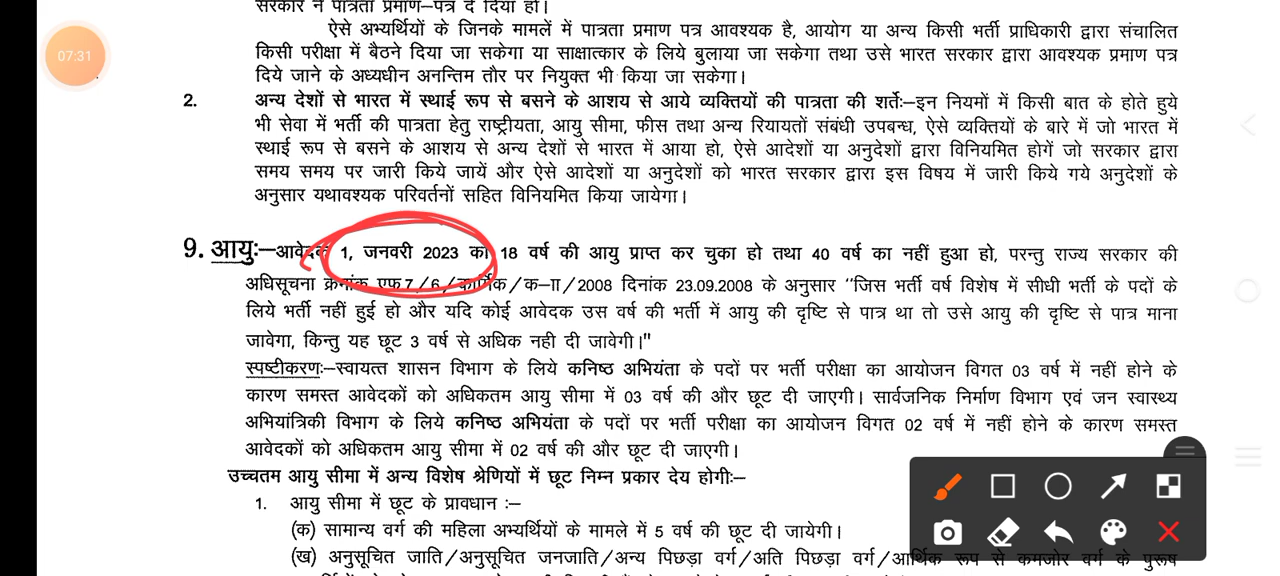 सरकार ने पात्रता प्रमाण–पत्र दे दिया हो।
07:31
ऐसे अभ्यर्थियों के जिनके मामलें में पात्रता प्रमाण पत्र आवश्यक है, आयोग या अन्य किसी भर्ती प्राधिकारी द्वारा संचालित
किसी परीक्षा में बैठने दिया जा सकेगा या साक्षात्कार के लिये बुलाया जा सकेगा तथा उसे भारत सरकार द्वारा आवश्यक प्रमाण पत्र
दिये जाने के अध्यधीन अनन्तिम तौर पर नियुक्त भी किया जा सकेगा।
2. अन्य देशों से भारत में स्थाई रूप से बसने के आशय से आये व्यक्तियों की पात्रता की शर्तेः–इन नियमों में किसी बात के होते हुये
भी सेवा में भर्ती की पात्रता हेतु राष्ट्रीयता, आयु सीमा, फीस तथा अन्य रियायतों संबंधी उपबन्ध, ऐसे व्यक्तियों के बारे में जो भारत में
स्थाई रूप से बसने के आशय से अन्य देशों से भारत में आया हो, ऐसे आदेशों या अनुदेशों द्वारा विनियमित होगें जो सरकार द्वारा
समय समय पर जारी किये जायें और ऐसे आदेशों या अनुदेशों को भारत सरकार द्वारा इस विषय में जारी किये गये अनुदेशों के
अनुसार यथावश्यक परिवर्तनों सहित विनियमित किया जायेगा।
9. आयुः–आवेदक 1, जनवरी 2023 को 18 वर्ष की आयु प्राप्त कर चुका हो तथा 40 वर्ष का नहीं हुआ हो, परन्तु राज्य सरकार की
अधिसूचना क्रमांक एफ7/6/कार्मिक/क–II/2008 दिनांक 23.09.2008 के अनुसार "जिस भर्ती वर्ष विशेष में सीधी भर्ती के पदों के
लिये भर्ती नहीं हुई हो और यदि कोई आवेदक उस वर्ष की भर्ती में आयु की दृष्टि से पात्र था तो उसे आयु की दृष्टि से पात्र माना
जावेगा, किन्तु यह छूट 3 वर्ष से अधिक नही दी जावेगी।"
स्पष्टीकरणः–स्वायत्त शासन विभाग के लिये कनिष्ठ अभियंता के पदों पर भर्ती परीक्षा का आयोजन विगत 03 वर्ष में नहीं होने के
कारण समस्त आवेदकों को अधिकतम आयु सीमा में 03 वर्ष की और छूट दी जाएगी। सार्वजनिक निर्माण विभाग एवं जन स्वास्थ्य
अभियांत्रिकी विभाग के लिये कनिष्ठ अभियंता के पदों पर भर्ती परीक्षा का आयोजन विगत 02 वर्ष में नहीं होने के कारण समस्त
आवेदकों को अधिकतम आयु सीमा में 02 वर्ष की और छूट दी जाएगी।
उच्चतम आयु सीमा में अन्य विशेष श्रेणियों में छूट निम्न प्रकार देय होगीः–
1. आयु सीमा में छूट के प्रावधान :–
(क) सामान्य वर्ग की महिला अभ्यर्थियों के मामले में 5 वर्ष की छूट दी जायेगी।
(ख) अनुसूचित जाति/अनुसूचित जनजाति/अन्य पिछड़ा वर्ग/अति पिछड़ा वर्ग/आर्थिक रूप से कमजोर वर्ग के पुरूष